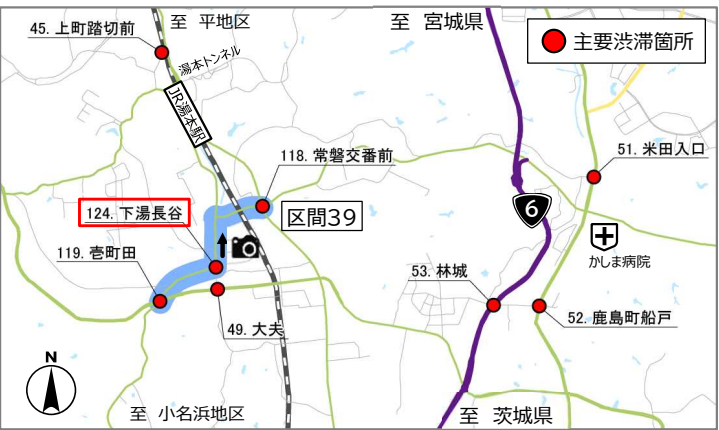 至 平地区
至 宮城県
主要渋滞箇所
45. 上町踏切前
湯本トンネル
JR湯本駅
118. 常磐交番前
51. 米田入口
124. 下湯長谷
区間39
6
119. 壱町田
かしま病院
53. 林城
49. 大夫
52. 鹿島町船戸
N
至 小名浜地区
至 茨城県